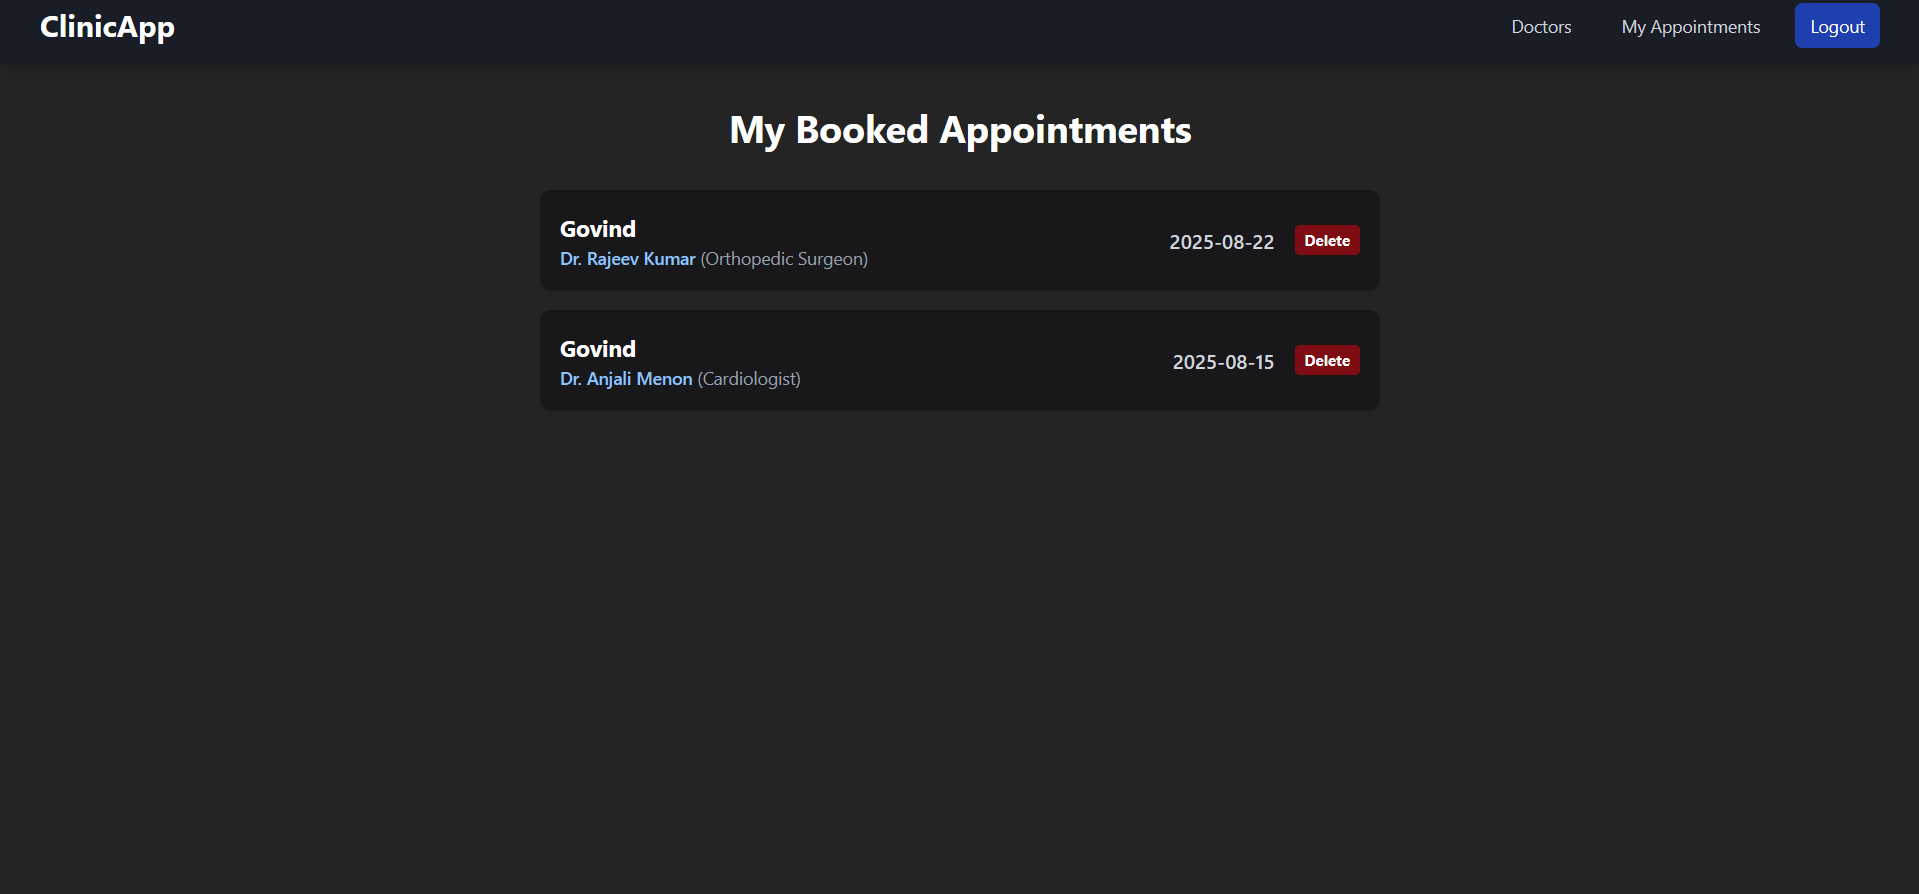 ClinicApp Doctors My Appointments Logout
My Booked Appointments
Govind
Dr. Rajeev Kumar (Orthopedic Surgeon)
2025-08-22 Delete
Govind
Dr. Anjali Menon (Cardiologist)
2025-08-15 Delete